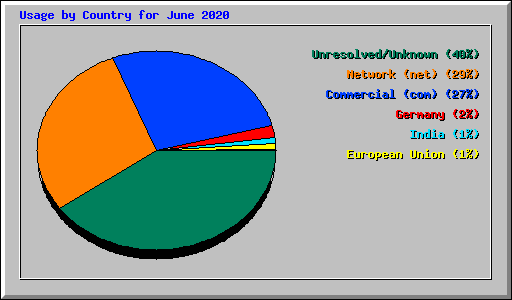 Usage by Country for June 2020
Unresolved/Unknown (40%)
Network (net) (29%)
Commercial (com) (27%)
Germany (2%)
India (1%)
European Union (1%)